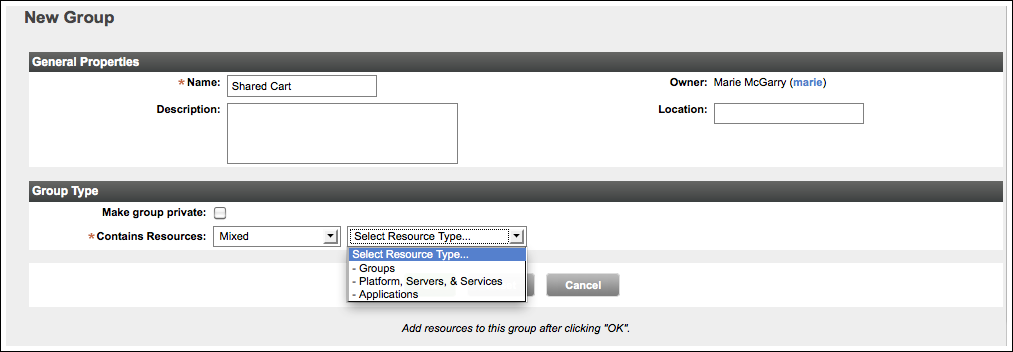 New Group
General Properties
*Name: Shared Cart Owner: Marie McGarry (marie)
Description: Location:
Group Type
Make group private:
*Contains Resources: Mixed Select Resource Type...
Select Resource Type...
- Groups
- Platform, Servers, & Services
- Applications
Cancel
Add resources to this group after clicking "OK".